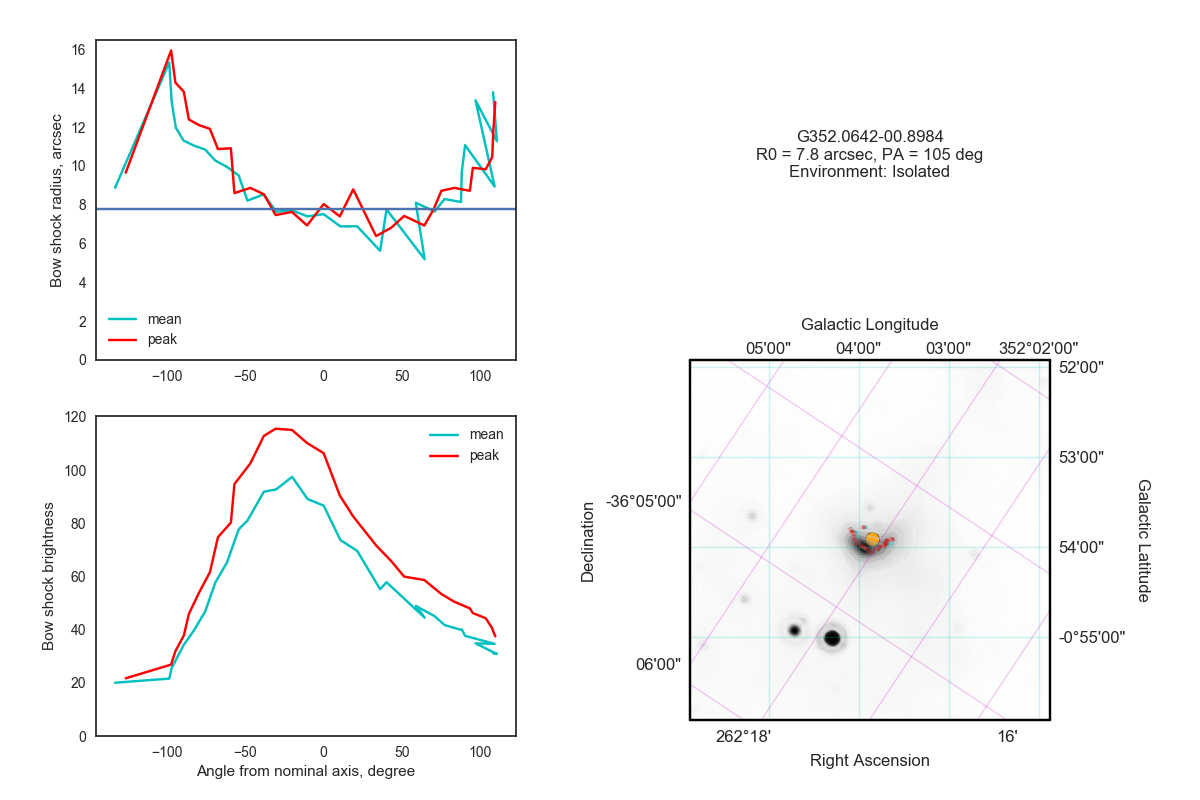 16
14
12
10
8
6
4
2
0
Bow shock radius, arcsec
mean
peak
−100
−50
0
50
100
120
100
80
60
40
20
0
Bow shock brightness
mean
peak
−100
−50
0
50
100
Angle from nominal axis, degree
G352.0642-00.8984
R0 = 7.8 arcsec, PA = 105 deg
Environment: Isolated
Galactic Longitude
05'00"
04'00"
03'00"
352°02'00"
52'00"
53'00"
54'00"
-0°55'00"
Galactic Latitude
-36°05'00"
06'00"
Declination
262°18'
16'
Right Ascension